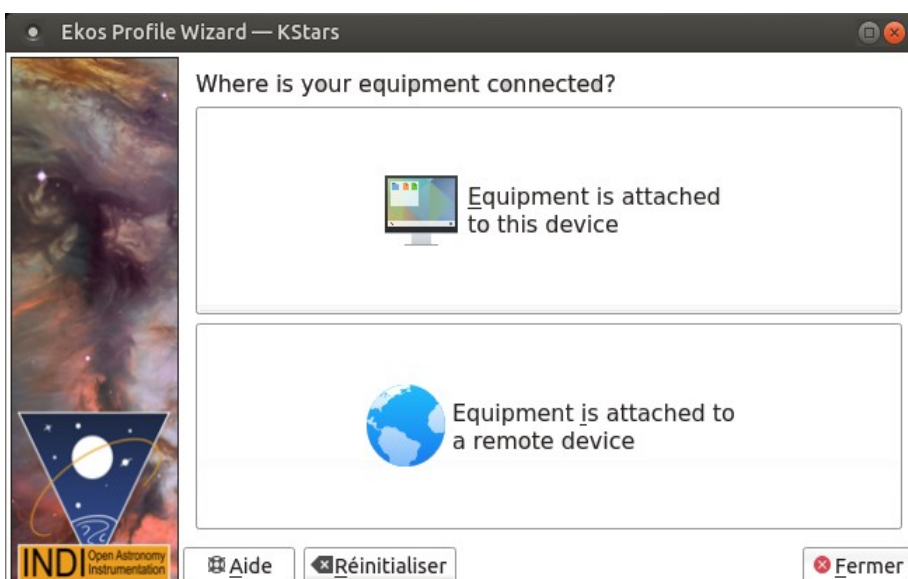 Ekos Profile Wizard — KStars
Where is your equipment connected?
Equipment is attached
to this device
Equipment is attached to
a remote device
INDI Open Astronomy
Instrumentation
Aide
Réinitialiser
Fermer